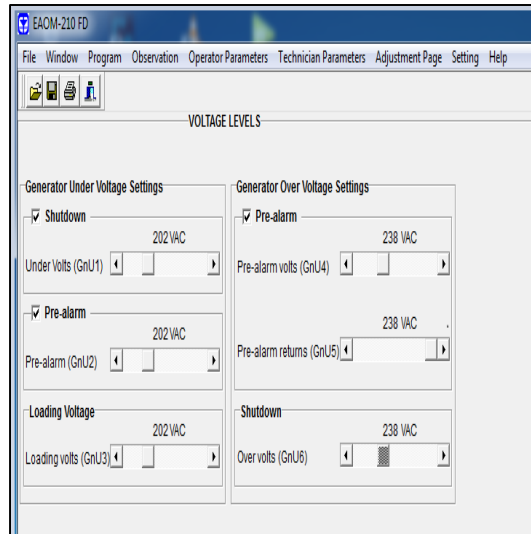 EAOM-210 FD
File Window Program Observation Operator Parameters Technician Parameters Adjustment Page Setting Help
VOLTAGE LEVELS
Generator Under Voltage Settings
Shutdown
202 VAC
Under Volts (GnU1)
Pre-alarm
202 VAC
Pre-alarm (GnU2)
Loading Voltage
202 VAC
Loading volts (GnU3)
Generator Over Voltage Settings
Pre-alarm
238 VAC
Pre-alarm volts (GnU4)
238 VAC
Pre-alarm returns (GnU5)
Shutdown
238 VAC
Over volts (GnU6)